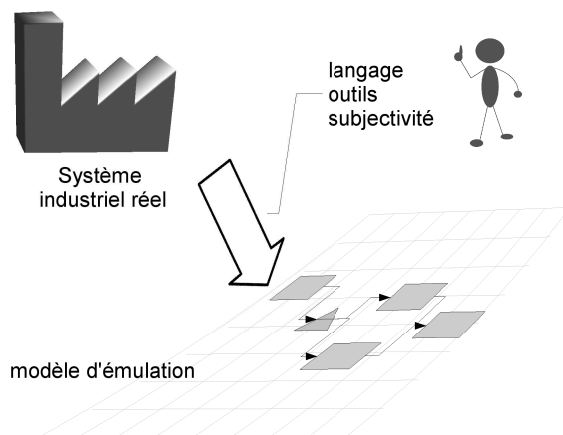 langage
outils
subjectivité
Système
industriel réel
modèle d'émulation